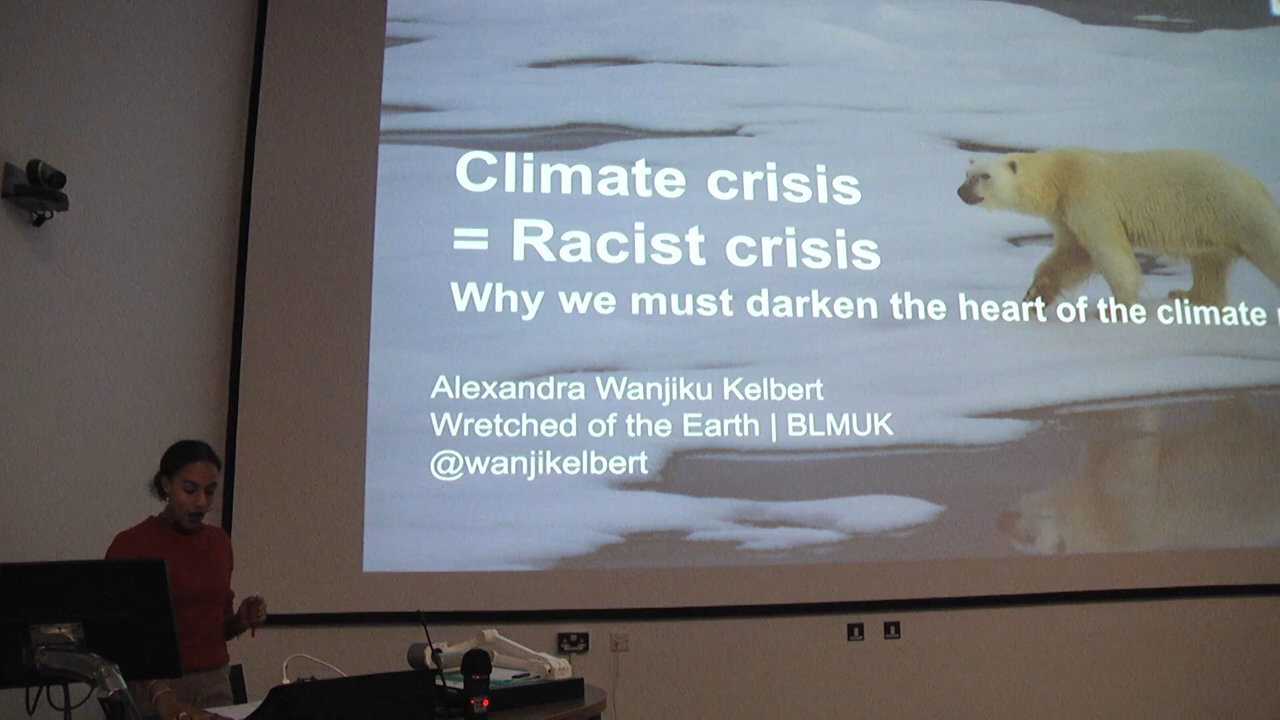 Climate crisis
= Racist crisis
Why we must darken the heart of the climate
Alexandra Wanjiku Kelbert
Wretched of the Earth | BLMUK
@wanjikelbert